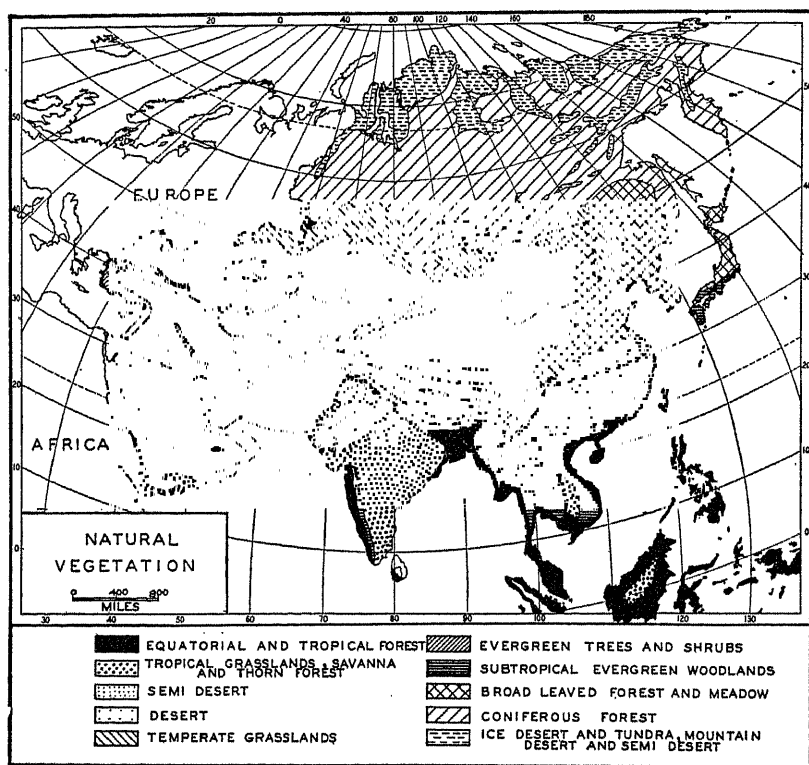 20 0 40 60 80 100 120 140 160 180
50
40
30
20
10
0
EUROPE
AFRICA
50
40
30
20
10
0
NATURAL
VEGETATION
0 400 800
MILES
30 60 70 80 90 100 110 120 130
EQUATORIAL AND TROPICAL FOREST
TROPICAL GRASSLANDS, SAVANNA
AND THORN FOREST
SEMI DESERT
DESERT
TEMPERATE GRASSLANDS
EVERGREEN TREES AND SHRUBS
SUBTROPICAL EVERGREEN WOODLANDS
BROAD LEAVED FOREST AND MEADOW
CONIFEROUS FOREST
ICE DESERT AND TUNDRA, MOUNTAIN
DESERT AND SEMI DESERT